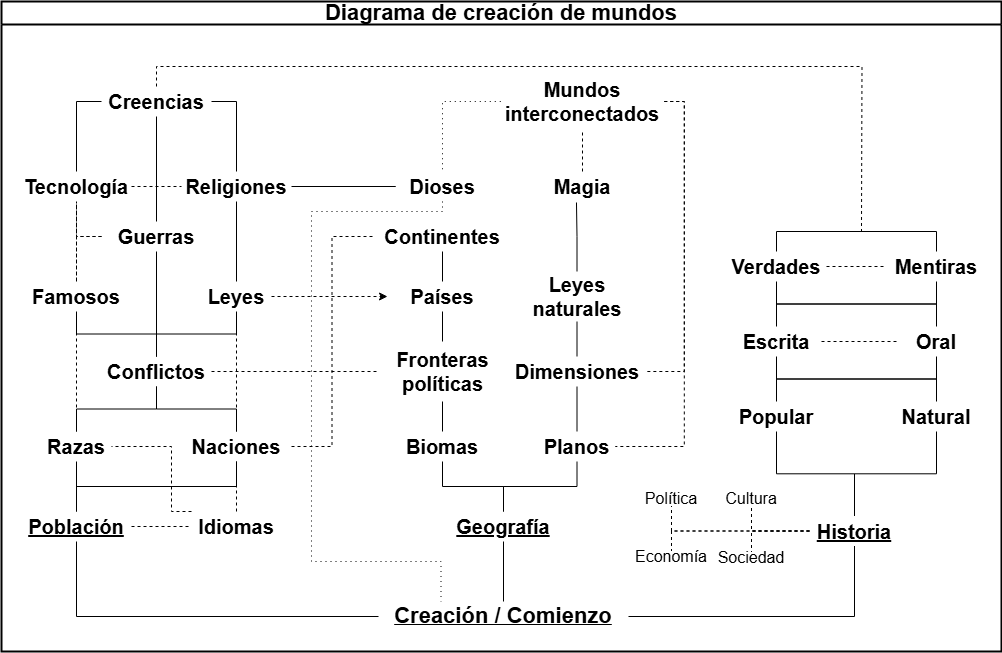 Diagrama de creación de mundos
Creencias
Mundos
interconectados
Tecnología
Religiones
Dioses
Magia
Guerras
Continentes
Verdades
Mentiras
Famosos
Leyes
Países
Leyes
naturales
Escrita
Oral
Conflictos
Fronteras
políticas
Dimensiones
Popular
Natural
Razas
Naciones
Biomas
Planos
Política
Cultura
Población
Idiomas
Geografía
Historia
Economía
Sociedad
Creación / Comienzo